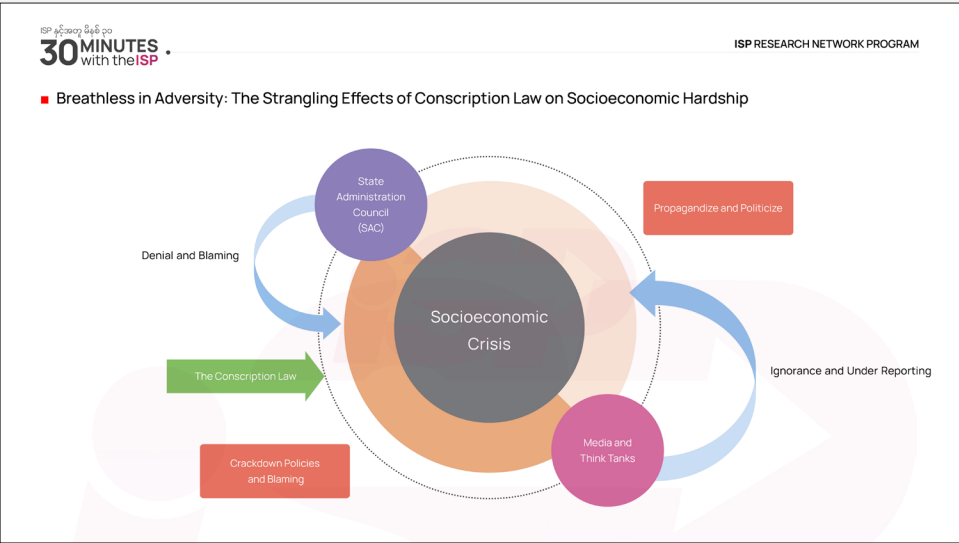 ISP နှင့်အတူ မိနစ် ၃၀
30 MINUTES
with the ISP
ISP RESEARCH NETWORK PROGRAM
Breathless in Adversity: The Strangling Effects of Conscription Law on Socioeconomic Hardship
State
Administration
Council
(SAC)
Propagandize and Politicize
Denial and Blaming
Socioeconomic
Crisis
The Conscription Law
Ignorance and Under Reporting
Media and
Think Tanks
Crackdown Policies
and Blaming